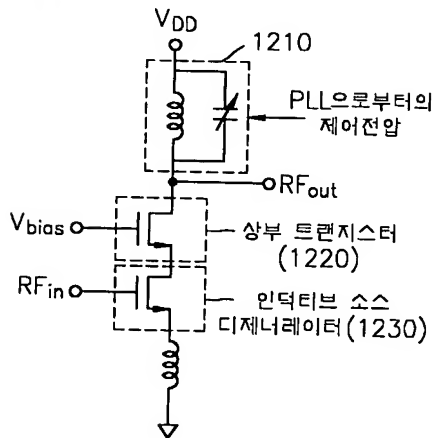 VDD
1210
PLL으로부터의
제어전압
RFout
Vbias
상부 트랜지스터
(1220)
RFin
인덕티브 소스
디제너레이터(1230)